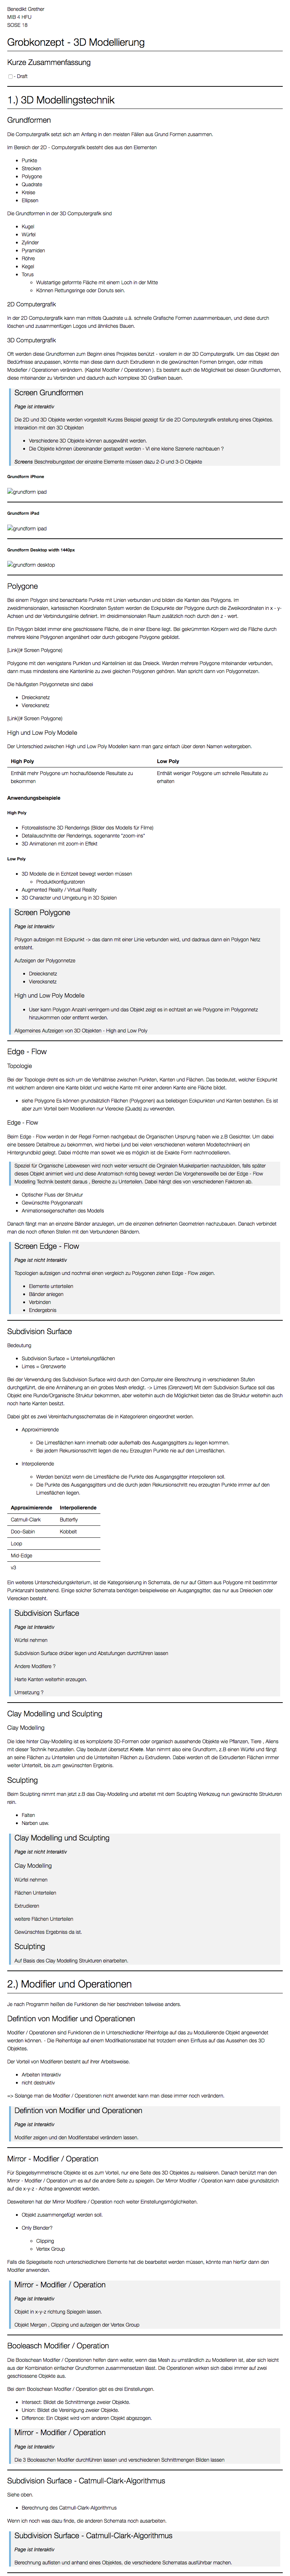 Benedikt Grether
MIB 4 HFU
SOSE 18
Grobkonzept - 3D Modellierung
Kurze Zusammenfassung
- Draft
1.) 3D Modellingstechnik
Grundformen
Die Computergrafik setzt sich am Anfang in den meisten Fällen aus Grund Formen zusammen.
Im Bereich der 2D - Computergrafik besteht dies aus den Elementen
Punkte
Strecken
Polygone
Quadrate
Kreise
Ellipsen
Die Grundformen in der 3D Computergrafik sind
Kugel
Würfel
Zylinder
Pyramiden
Röhre
Kegel
Torus
Wulstartige geformte Fläche mit einem Loch in der Mitte
Können Rettungsringe oder Donuts sein.
2D Computergrafik
In der 2D Computergrafik kann man mittels Quadrate u.ä. schnelle Grafische Formen zusammenbauen, und diese durch
löschen und zusammenfügen Logos und ähnliches Bauen.
3D Computergrafik
Oft werden diese Grundformen zum Beginn eines Projektes benützt - vorallem in der 3D Computergrafik. Um das Objekt den
Bedürfnisse anzupassen, könnte man diese dann durch Extrudieren in die gewünschten Formen bringen, oder mittels
Modiefier / Operationen verändern. [Kapitel Modifier / Operationen]( ). Es besteht auch die Möglichkeit bei diesen Grundformen,
diese miteinander zu Verbinden und dadurch auch komplexe 3D Grafiken bauen.
Screen Grundformen
Page ist interaktiv
Die 2D und 3D Objekte werden vorgestellt Kurzes Beispiel gezeigt für die 2D Computergrafik erstellung eines Objektes.
Interaktion mit den 3D Objekten
Verschiedene 3D Objekte können ausgewählt werden.
Die Objekte können übereinander gestapelt werden - Vl eine kleine Szenerie nachbauen ?
Screens Beschreibungstext der einzelne Elemente müssen dazu 2-D und 3-D Objekte
Grundform iPhone
grundform ipad
Grundform iPad
grundform ipad
Grundform Desktop width 1440px
grundform desktop
Polygone
Bei einem Polygon sind benachbarte Punkte mit Linien verbunden und bilden die Kanten des Polygons. Im
zweidimensionalen, kartesischen Koordinaten System werden die Eckpunkte der Polygone durch die Zweikoordinaten in x - y-
Achsen und der Verbindungslinie definiert. Im dreidimensionalen Raum zusätzlich noch durch den z - wert.
Ein Polygon bildet immer eine geschlossene Fläche, die in einer Ebene liegt. Bei gekrümmten Körpern wird die Fläche durch
mehrere kleine Polygonen angenähert oder durch gebogene Polygone gebildet.
[Link](# Screen Polygone)
Polygone mit den wenigstens Punkten und Kantenlinien ist das Dreieck. Werden mehrere Polygone miteinander verbunden,
dann muss mindestens eine Kantenlinie zu zwei gleichen Polygonen gehören. Man spricht dann von Polygonnetzen.
Die häufigsten Polygonnetze sind dabei
Dreiecksnetz
Vierecksnetz
[Link](# Screen Polygone)
High und Low Poly Modelle
Der Unterschied zwischen High und Low Poly Modellen kann man ganz einfach über deren Namen weitergeben.
High Poly Low Poly
Enthält mehr Polygone um hochauflösende Resultate zu bekommen Enthält weniger Polygone um schnelle Resultate zu erhalten
Anwendungsbeispiele
High Poly
Fotorealistische 3D Renderings (Bilder des Modells für Filme)
Detailausschnitte der Renderings, sogenannte "zoom-ins"
3D Animationen mit zoom-in Effekt
Low Poly
3D Modelle die in Echtzeit bewegt werden müssen
Produktkonfiguratoren
Augmented Reality / Virtual Reality
3D Character und Umgebung in 3D Spielen
Screen Polygone
Page ist interaktiv
Polygon aufzeigen mit Eckpunkt -> das dann mit einer Linie verbunden wird, und dadraus dann ein Polygon Netz
entsteht.
Aufzeigen der Polygonnetze
Dreiecksnetz
Vierecksnetz
High und Low Poly Modelle
User kann Polygon Anzahl verringern und das Objekt zeigt es in echtzeit an wie Polygone im Polygonnetz
hinzukommen oder entfernt werden.
Allgemeines Aufzeigen von 3D Objekten - High and Low Poly
Edge - Flow
Topologie
Bei der Topologie dreht es sich um die Verhältnise zwischen Punkten, Kanten und Flächen. Das bedeutet, welcher Eckpunkt
mit welchem anderen eine Kante bildet und welche Kante mit einer anderen Kante eine Fläche bildet.
siehe Polygone Es können grundsätzlich Flächen (Polygonen) aus beliebigen Eckpunkten und Kanten bestehen. Es ist
aber zum Vorteil beim Modellieren nur Vierecke (Quads) zu verwenden.
Edge - Flow
Beim Edge - Flow werden in der Regel Formen nachgebaut die Organischen Ursprung haben wie z.B Gesichter. Um dabei
eine bessere Detailtreue zu bekommen, wird hierbei (und bei vielen verschiedenen weiteren Modelltechniken) ein
Hintergrundbild gelegt. Dabei möchte man soweit wie es möglich ist die Exakte Form nachmodellieren.
Speziel für Organische Lebewesen wird noch weiter versucht die Orginalen Muskelpartien nachzubilden, falls später
dieses Objekt animiert wird und diese Anatomisch richtig bewegt werden Die Vorgehensweiße bei der Edge - Flow
Modelling Technik besteht daraus , Bereiche zu Unterteilen. Dabei hängt dies von verschiedenen Faktoren ab.
Optischer Fluss der Struktur
Gewünschte Polygonanzahl
Animationseigenschaften des Modells
Danach fängt man an einzelne Bänder anzulegen, um die einzelnen definierten Geometrien nachzubauen. Danach verbindet
man die noch offenen Stellen mit den Verbundenen Bändern.
Screen Edge - Flow
Page ist nicht interaktiv
Topologien aufzeigen und nochmal einen vergleich zu Polygonen ziehen Edge - Flow zeigen.
Elemente unterteilen
Bänder anlegen
Verbinden
Endergebnis
Subdivision Surface
Bedeutung
Subdivision Surface = Unterteilungsflächen
Limes = Grenzwerte
Bei der Verwendung des Subdivision Surface wird durch den Computer eine Berechnung in verschiedenen Stufen
durchgeführt, die eine Annäherung an ein grobes Mesh erledigt. -> Limes (Grenzwert) Mit dem Subdivision Surface soll das
Objekt eine Runde/Organische Struktur bekommen, aber weiterhin auch die Möglichkeit bieten das die Struktur weiterhin auch
noch harte Kanten besitzt.
Dabei gibt es zwei Vereinfachungsschematas die in Kategorieren eingeordnet werden.
Approximierende
Die Limesflächen kann innerhalb oder außerhalb des Ausgangsgitters zu liegen kommen.
Bei jedem Rekursionsschritt liegen die neu Erzeugten Punkte nie auf den Limesflächen.
Interpolierende
Werden benützt wenn die Limesfläche die Punkte des Ausgangsgitter interpolieren soll.
Die Punkte des Ausgangsgitters und die durch jeden Rekursionschritt neu erzeugten Punkte immer auf den
Limesflächen liegen.
Approximierende Interpolierende
Catmull-Clark Butterfly
Doo-Sabin Kobbelt
Loop
Mid-Edge
√3
Ein weiteres Unterscheidungskriterium, ist die Kategorisierung in Schemata, die nur auf Gittern aus Polygone mit bestimmter
Punktanzahl bestehend. Einige solcher Schemata benötigen beispielweise ein Ausgangsgitter, das nur aus Dreiecken oder
Vierecken besteht.
Subdivision Surface
Page ist Interaktiv
Würfel nehmen
Subdivision Surface drüber legen und Abstufungen durchführen lassen
Andere Modifiere ?
Harte Kanten weiterhin erzeugen.
Umsetzung ?
Clay Modelling und Sculpting
Clay Modelling
Die Idee hinter Clay-Modelling ist es komplizierte 3D-Formen oder organisch aussehende Objekte wie Pflanzen, Tiere , Aliens
mit dieser Technik herzustellen. Clay bedeutet übersetzt Knete. Man nimmt also eine Grundform, z.B einen Würfel und fängt
an seine Flächen zu Unterteilen und die Unterteilten Flächen zu Extrudieren. Dabei werden oft die Extrudierten Flächen immer
weiter Unterteilt, bis zum gewünschten Ergebnis.
Sculpting
Beim Sculpting nimmt man jetzt z.B das Clay-Modelling und arbeitet mit dem Sculpting Werkzeug nun gewünschte Strukturen
rein.
Falten
Narben usw.
Clay Modelling und Sculpting
Page ist nicht Interaktiv
Clay Modelling
Würfel nehmen
Flächen Unterteilen
Extrudieren
weitere Flächen Unterteilen
Gewünschtes Ergebniss da ist.
Sculpting
Auf Basis des Clay Modelling Strukturen einarbeiten.
2.) Modifier und Operationen
Je nach Programm heißen die Funktionen die hier beschrieben teilweise anders.
Defintion von Modifier und Operationen
Modifier / Operationen sind Funktionen die in Unterschiedlicher Rheinfolge auf das zu Modullierende Objekt angewendet
werden können. - Die Reihenfolge auf einem Modifikationsstabel hat trotzdem einen Einfluss auf das Aussehen des 3D
Objektes.
Der Vorteil von Modifieren besteht auf ihrer Arbeitsweise.
Arbeiten Interaktiv
nicht destruktiv
=> Solange man die Modifier / Operationen nicht anwendet kann man diese immer noch verändern.
Defintion von Modifier und Operationen
Page ist Interaktiv
Modifier zeigen und den Modifierstabel verändern lassen.
Mirror - Modifier / Operation
Für Spiegelsymmetrische Objekte ist es zum Vorteil, nur eine Seite des 3D Objektes zu realisieren. Danach benützt man den
Mirror - Modifier / Operation um es auf die andere Seite zu spiegeln. Der Mirror Modifier / Operation kann dabei grundsätzlich
auf die x-y-z - Achse angewendet werden.
Desweiteren hat der Mirror Modifiere / Operation noch weiter Einstellungsmöglichkeiten.
Objekt zusammengefügt werden soll.
Only Blender?
Clipping
Vertex Group
Falls die Spiegelseite noch unterschiedlichere Elemente hat die bearbeitet werden müssen, könnte man hierfür dann den
Modifier anwenden.
Mirror - Modifier / Operation
Page ist Interaktiv
Objekt in x-y-z richtung Spiegeln lassen.
Objekt Mergen , Clipping und aufzeigen der Vertex Group
Booleasch Modifier / Operation
Die Booloschean Modifier / Operationen helfen dann weiter, wenn das Mesh zu umständlich zu Modellieren ist, aber sich leicht
aus der Kombination einfacher Grundformen zusammensetzen lässt. Die Operationen wirken sich dabei immer auf zwei
geschlossene Objekte aus.
Bei dem Boolschean Modifier / Operation gibt es drei Einstellungen.
Intersect: Bildet die Schnittmenge zweier Objekte.
Union: Bildet die Vereinigung zweier Objekte.
Difference: Ein Objekt wird vom anderen Objekt abgezogen.
Mirror - Modifier / Operation
Page ist Interaktiv
Die 3 Booleaschen Modifier durchführen lassen und verschiedenen Schnittmengen Bilden lassen
Subdivision Surface - Catmull-Clark-Algorithmus
Siehe oben.
Berechnung des Catmull-Clark-Algorithmus
Wenn ich noch was dazu finde, die anderen Schemata noch ausarbeiten.
Subdivision Surface - Catmull-Clark-Algorithmus
Page ist Interaktiv
Berechnung auflisten und anhand eines Objektes, die verschiedene Schematas ausführbar machen.